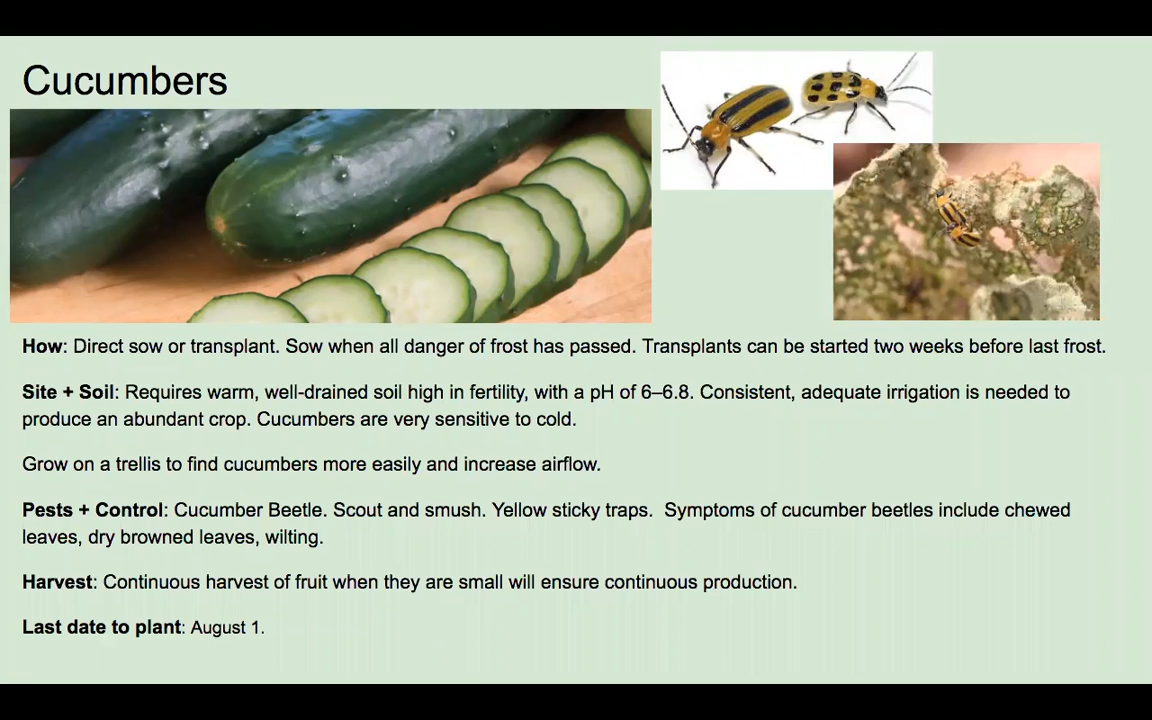 Cucumbers
How: Direct sow or transplant. Sow when all danger of frost has passed. Transplants can be started two weeks before last frost.
Site + Soil: Requires warm, well-drained soil high in fertility, with a pH of 6–6.8. Consistent, adequate irrigation is needed to
produce an abundant crop. Cucumbers are very sensitive to cold.
Grow on a trellis to find cucumbers more easily and increase airflow.
Pests + Control: Cucumber Beetle. Scout and smush. Yellow sticky traps.  Symptoms of cucumber beetles include chewed
leaves, dry browned leaves, wilting.
Harvest: Continuous harvest of fruit when they are small will ensure continuous production.
Last date to plant: August 1.